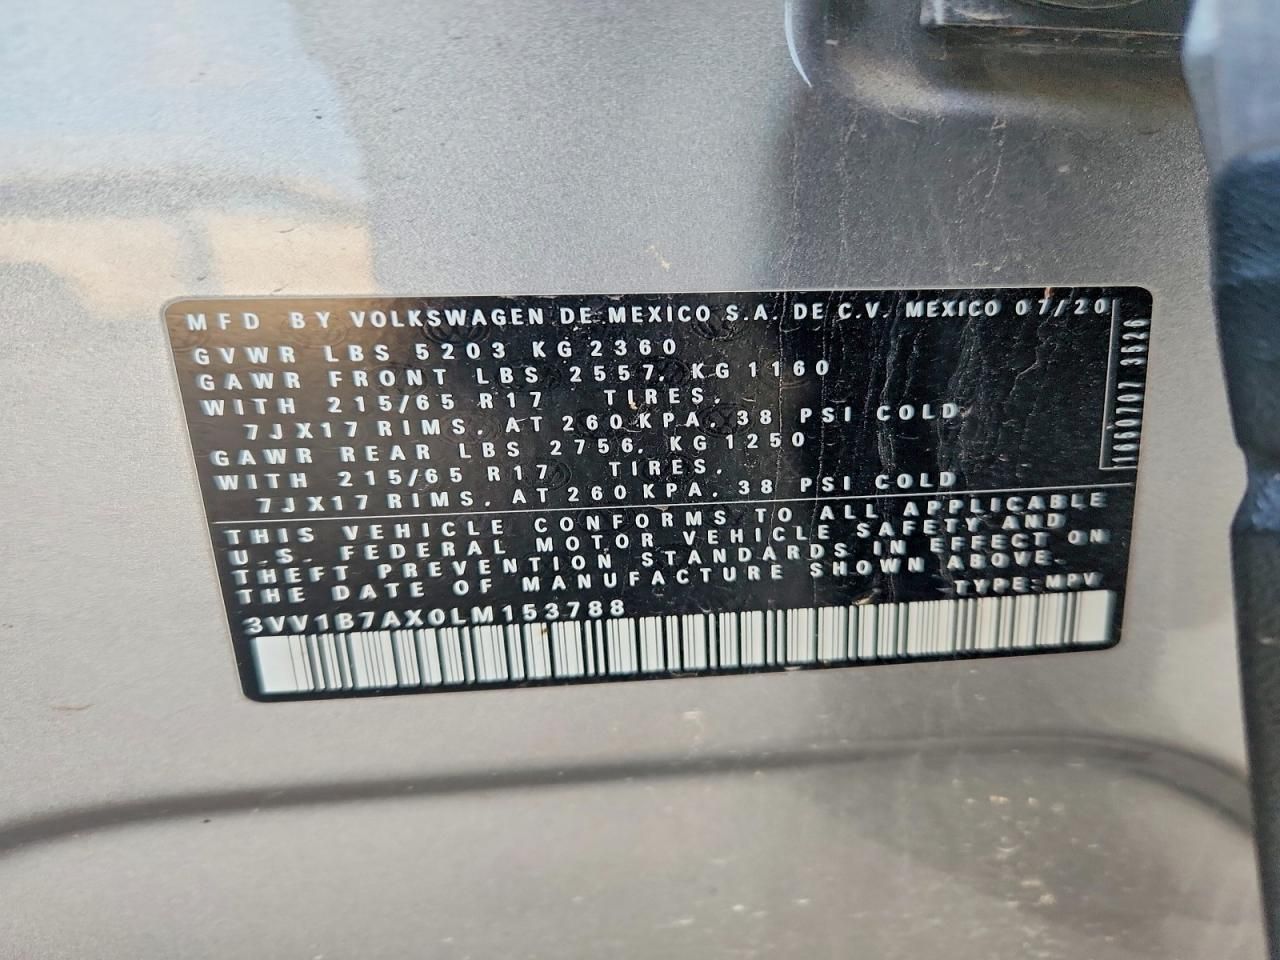 MFD BY VOLKSWAGEN DE MEXICO S.A. DE C.V. MEXICO 07/20
GVWR LBS 5203 KG 2360
GAWR FRONT LBS 2557, KG 1160
WITH 215/65 R17 TIRES,
7JX17 RIMS, AT 260 KPA, 38 PSI COLD
GAWR REAR LBS 2756, KG 1250
WITH 215/65 R17 TIRES,
7JX17 RIMS, AT 260 KPA, 38 PSI COLD
THIS VEHICLE CONFORMS TO ALL APPLICABLE
U.S. FEDERAL MOTOR VEHICLE SAFETY AND
THEFT PREVENTION STANDARDS IN EFFECT ON
THE DATE OF MANUFACTURE SHOWN ABOVE.
TYPE: MPV
3VV1B7AX0LM153788